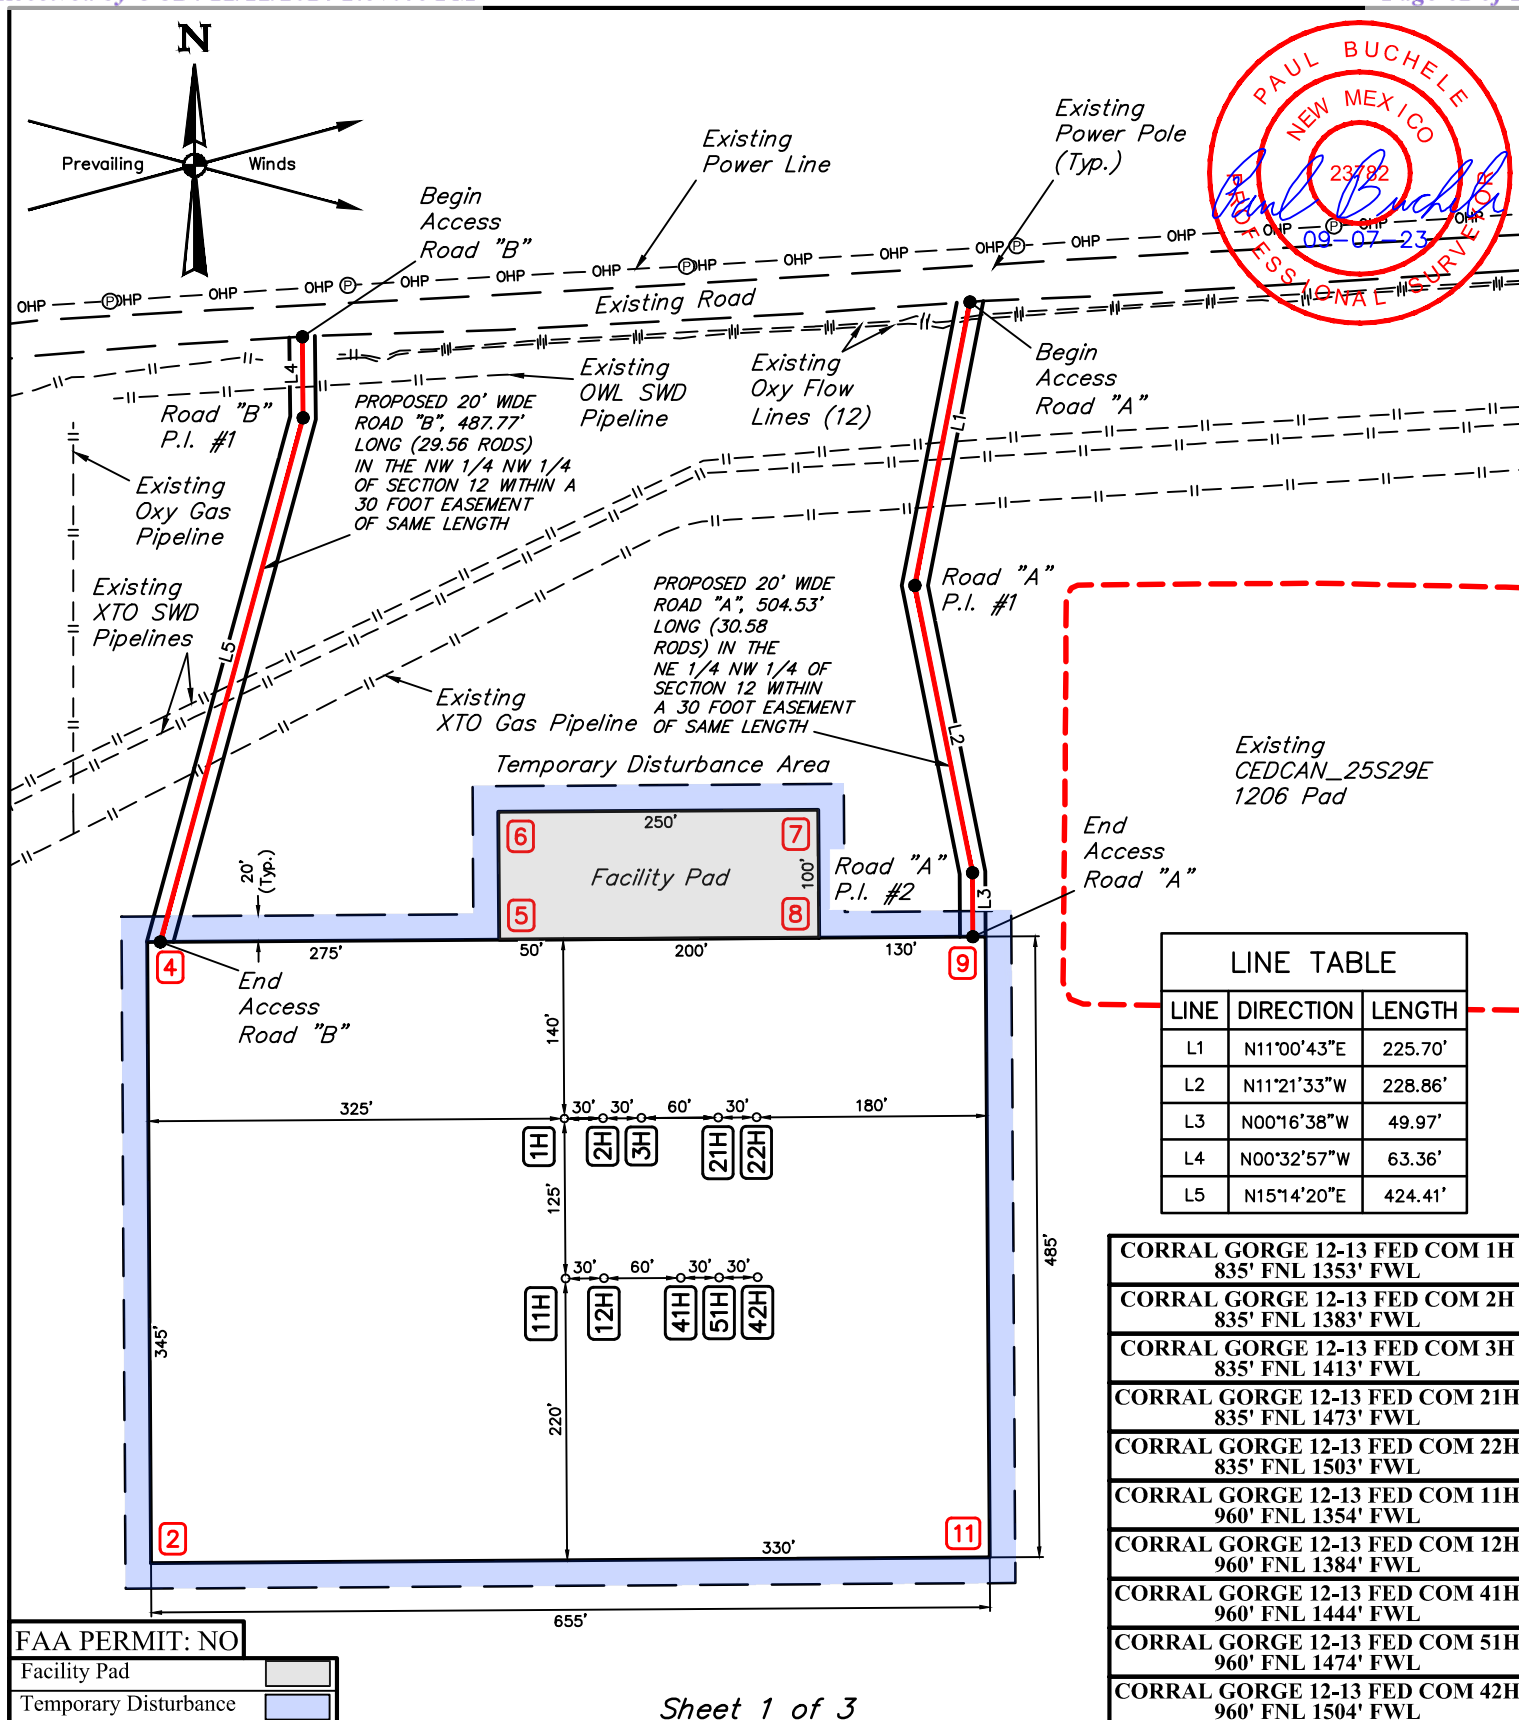 N
Prevailing
Winds
PAUL BUCHELE
NEW MEXICO
23782
PROFESSIONAL SURVEYOR
Paul Buchele
09-07-23
Existing
Power Line
Existing
Power Pole
(Typ.)
Begin
Access
Road "B"
OHP
P
OHP
OHP
OHP
P
OHP
OHP
OHP
P
OHP
OHP
OHP
P
OHP
OHP
OHP
P
OHP
Existing Road
Existing
OWL SWD
Pipeline
Existing
Oxy Flow
Lines (12)
Begin
Access
Road "A"
L4
L1
Road "B"
P.I. #1
PROPOSED 20' WIDE
ROAD "B", 487.77'
LONG (29.56 RODS)
IN THE NW 1/4 NW 1/4
OF SECTION 12 WITHIN A
30 FOOT EASEMENT
OF SAME LENGTH
Existing
Oxy Gas
Pipeline
Existing
XTO SWD
Pipelines
L5
PROPOSED 20' WIDE
ROAD "A", 504.53'
LONG (30.58
RODS) IN THE
NE 1/4 NW 1/4 OF
SECTION 12 WITHIN
A 30 FOOT EASEMENT
OF SAME LENGTH
Road "A"
P.I. #1
Existing
XTO Gas Pipeline
L2
Existing
CEDCAN_25S29E
1206 Pad
Temporary Disturbance Area
6
250'
7
Facility Pad
100'
5
8
20'
(Typ.)
Road "A"
P.I. #2
L3
End
Access
Road "A"
4
275'
50'
200'
130'
9
End
Access
Road "B"
140'
325'
30'
30'
60'
30'
180'
1H
2H
3H
21H
22H
125'
30'
60'
30'
30'
11H
12H
41H
51H
42H
485'
345'
220'
2
330'
11
655'
LINE TABLE
LINE DIRECTION LENGTH
L1 N11°00'43"E 225.70'
L2 N11°21'33"W 228.86'
L3 N00°16'38"W 49.97'
L4 N00°32'57"W 63.36'
L5 N15°14'20"E 424.41'
CORRAL GORGE 12-13 FED COM 1H
835' FNL 1353' FWL
CORRAL GORGE 12-13 FED COM 2H
835' FNL 1383' FWL
CORRAL GORGE 12-13 FED COM 3H
835' FNL 1413' FWL
CORRAL GORGE 12-13 FED COM 21H
835' FNL 1473' FWL
CORRAL GORGE 12-13 FED COM 22H
835' FNL 1503' FWL
CORRAL GORGE 12-13 FED COM 11H
960' FNL 1354' FWL
CORRAL GORGE 12-13 FED COM 12H
960' FNL 1384' FWL
CORRAL GORGE 12-13 FED COM 41H
960' FNL 1444' FWL
CORRAL GORGE 12-13 FED COM 51H
960' FNL 1474' FWL
CORRAL GORGE 12-13 FED COM 42H
960' FNL 1504' FWL
FAA PERMIT: NO
Facility Pad
Temporary Disturbance
Sheet 1 of 3